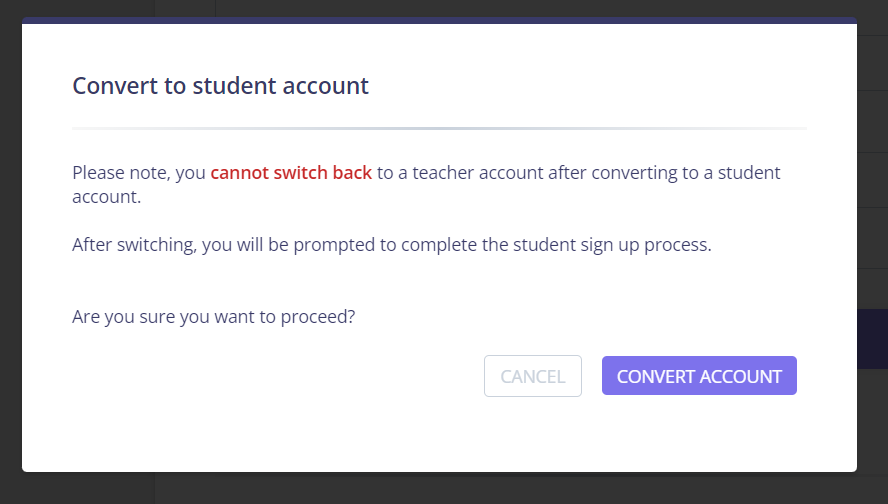 Convert to student account
Please note, you cannot switch back to a teacher account after converting to a student
account.
After switching, you will be prompted to complete the student sign up process.
Are you sure you want to proceed?
CANCEL
CONVERT ACCOUNT